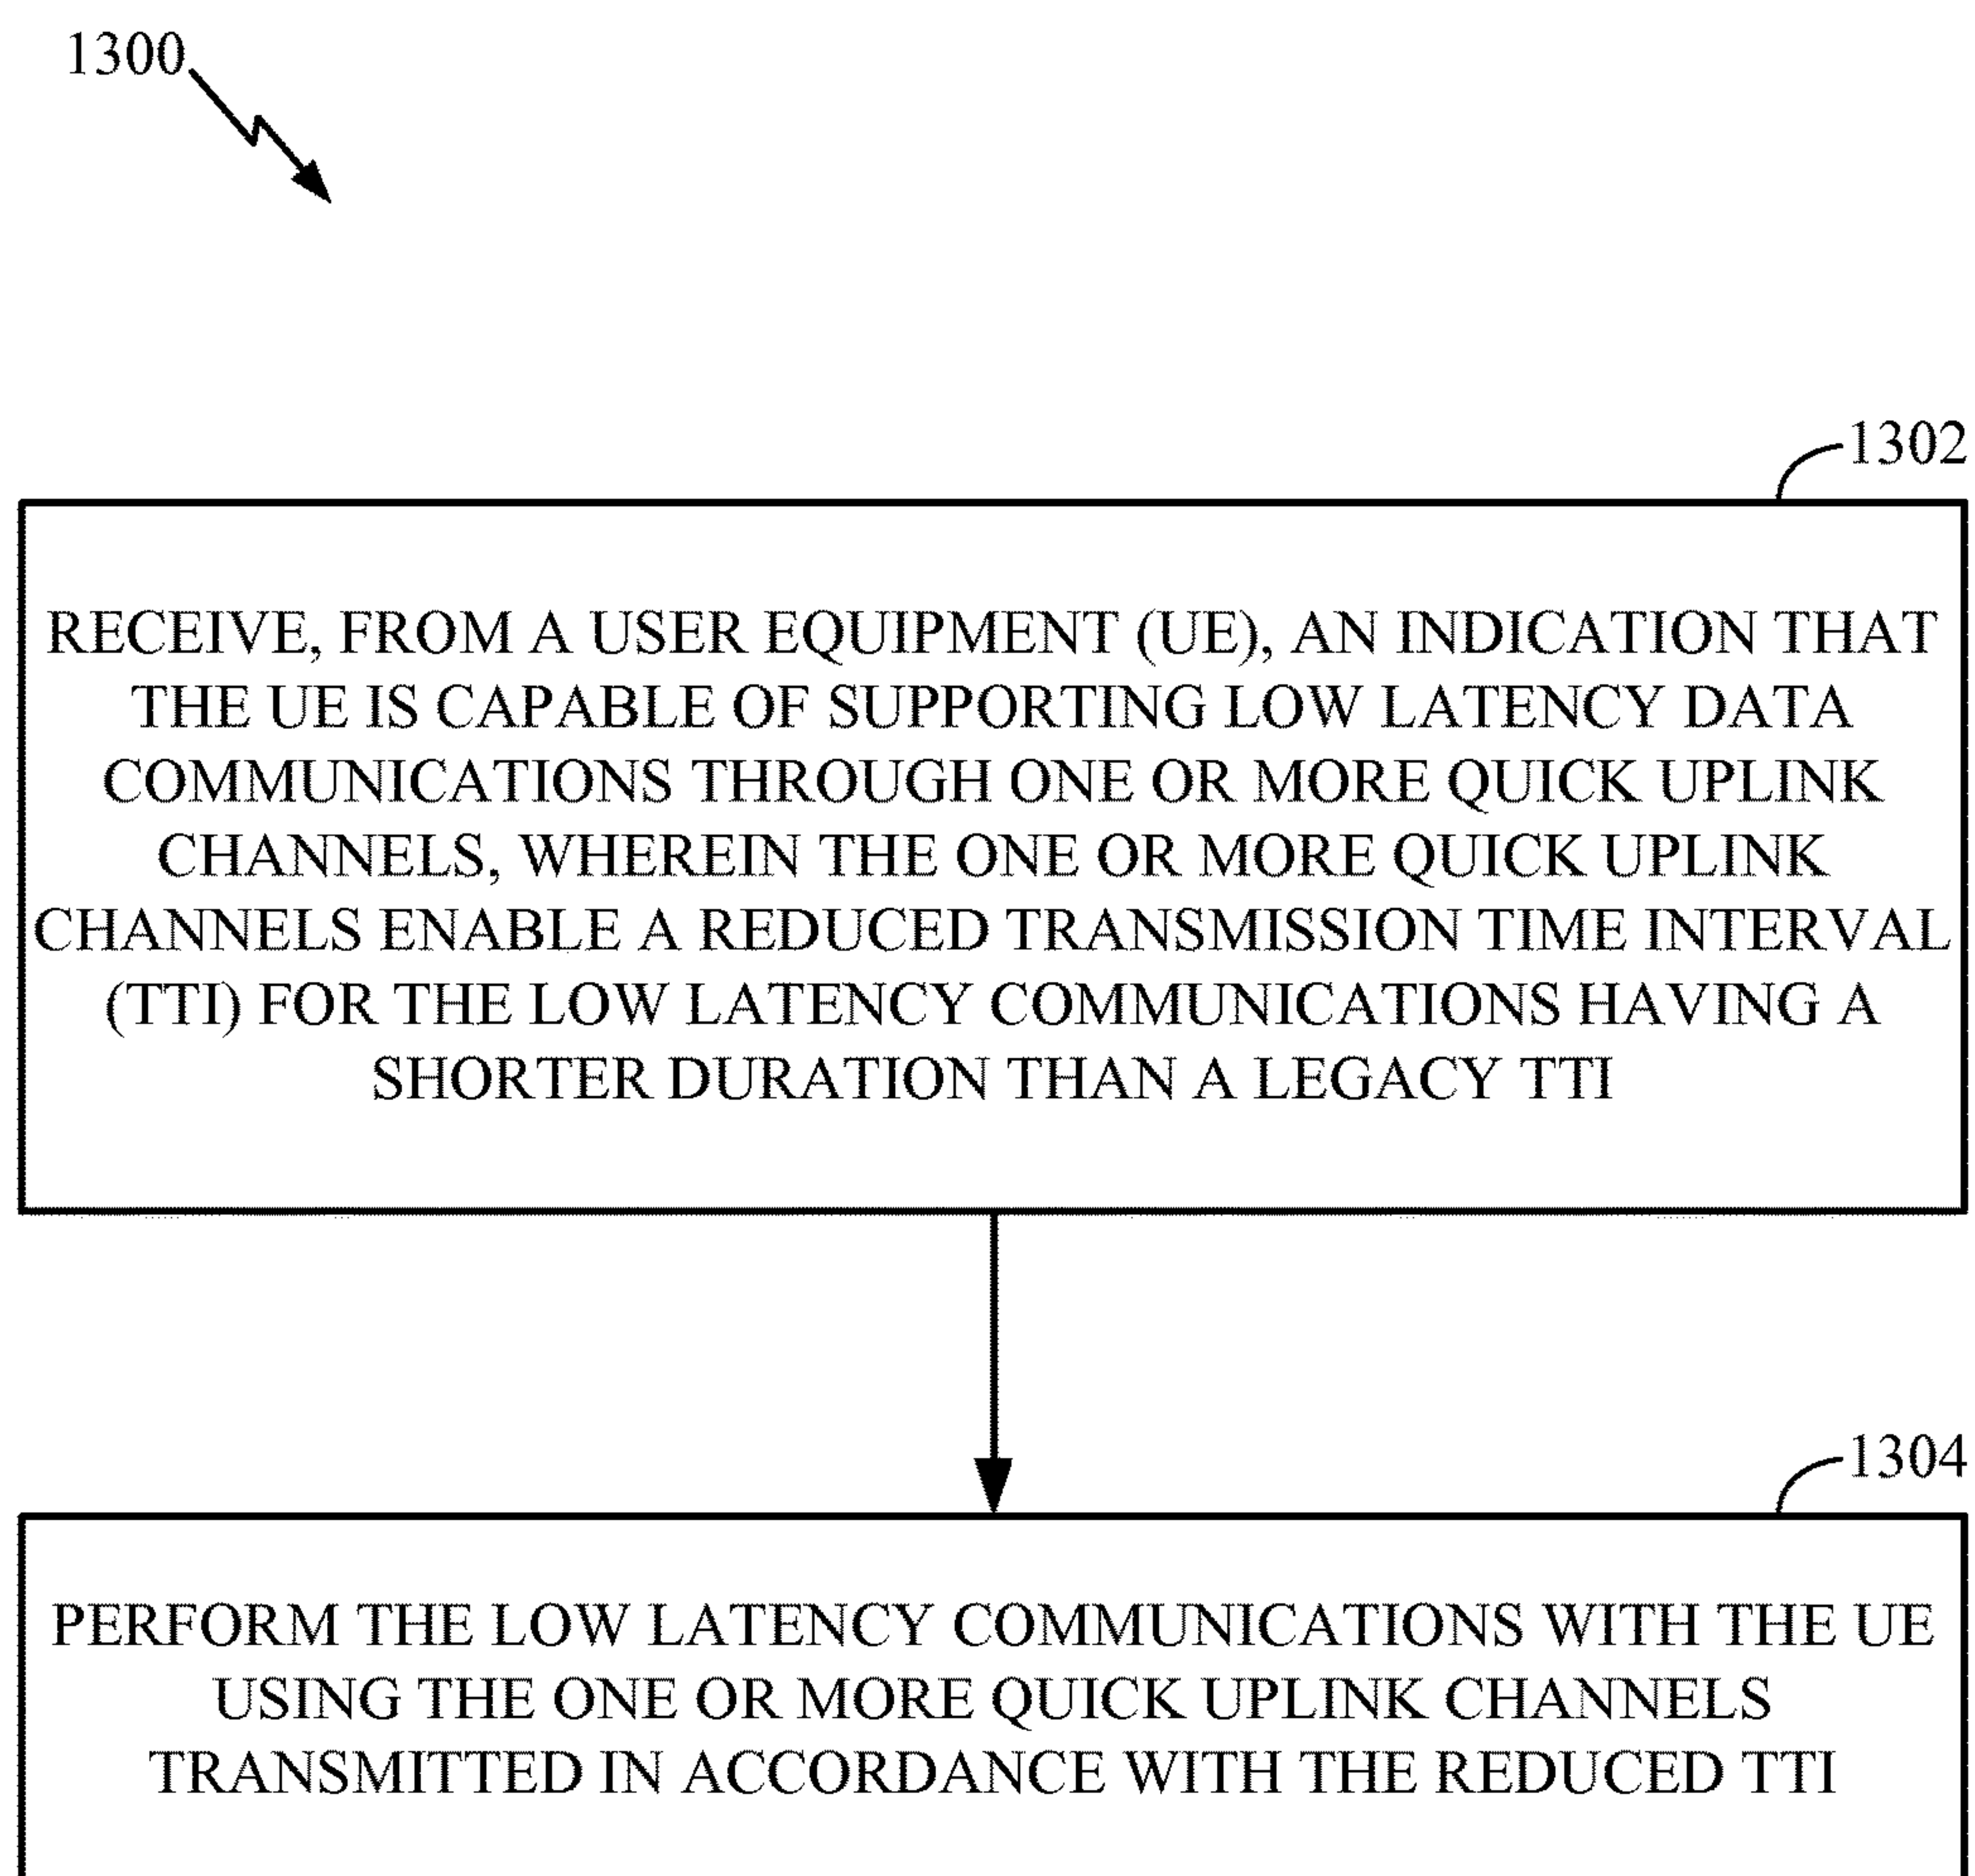 1300
1302
RECEIVE, FROM A USER EQUIPMENT (UE), AN INDICATION THAT
THE UE IS CAPABLE OF SUPPORTING LOW LATENCY DATA
COMMUNICATIONS THROUGH ONE OR MORE QUICK UPLINK
CHANNELS, WHEREIN THE ONE OR MORE QUICK UPLINK
CHANNELS ENABLE A REDUCED TRANSMISSION TIME INTERVAL
(TTI) FOR THE LOW LATENCY COMMUNICATIONS HAVING A
SHORTER DURATION THAN A LEGACY TTI
1304
PERFORM THE LOW LATENCY COMMUNICATIONS WITH THE UE
USING THE ONE OR MORE QUICK UPLINK CHANNELS
TRANSMITTED IN ACCORDANCE WITH THE REDUCED TTI